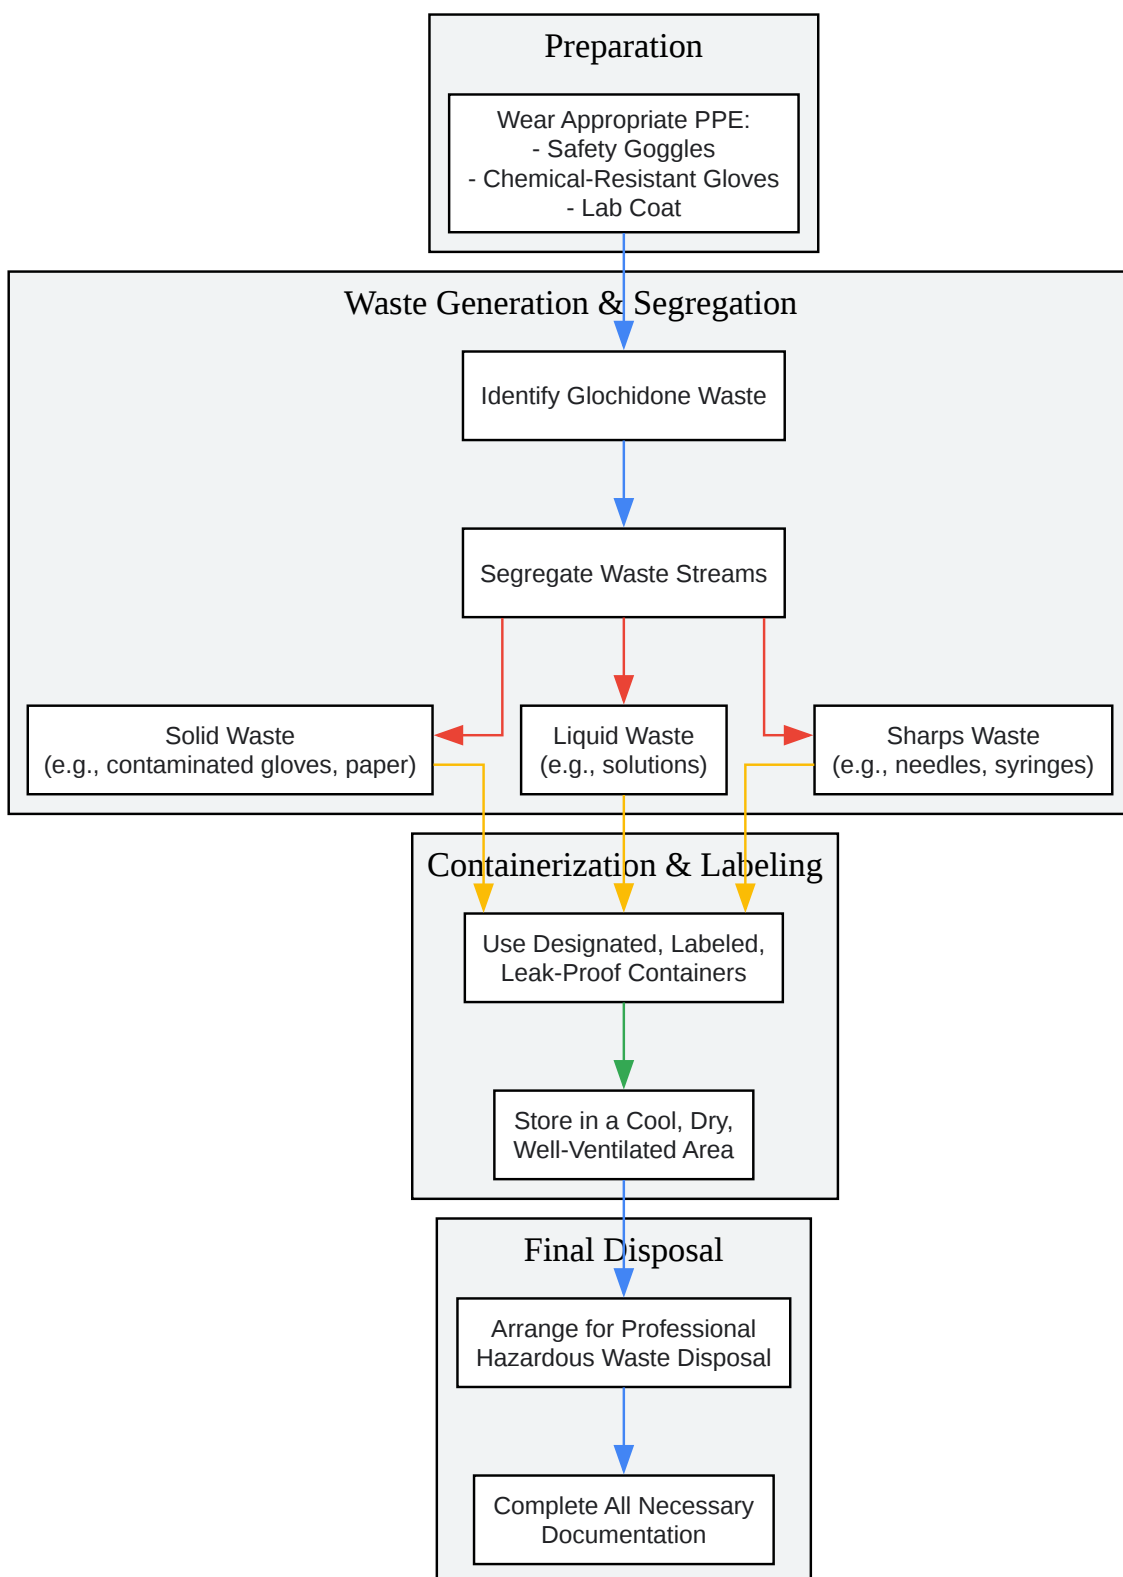 Preparation
Wear Appropriate PPE:
- Safety Goggles
- Chemical-Resistant Gloves
- Lab Coat
Waste Generation & Segregation
Identify Glochidone Waste
Segregate Waste Streams
Solid Waste
(e.g., contaminated gloves, paper)
Liquid Waste
(e.g., solutions)
Sharps Waste
(e.g., needles, syringes)
Containerization & Labeling
Use Designated, Labeled,
Leak-Proof Containers
Store in a Cool, Dry,
Well-Ventilated Area
Final Disposal
Arrange for Professional
Hazardous Waste Disposal
Complete All Necessary
Documentation